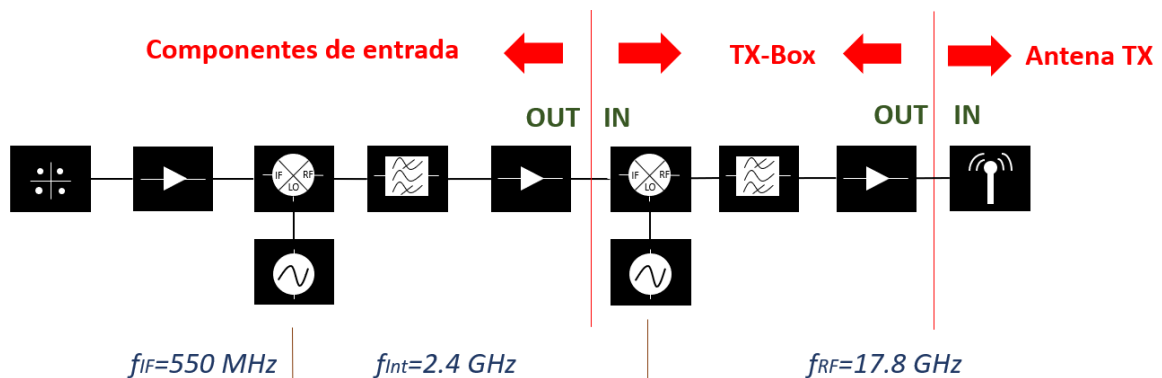 Componentes de entrada
TX-Box
Antena TX
OUT IN
OUT IN
IF RF
LO
IF RF
LO
fIF=550 MHz
fInt=2.4 GHz
fRF=17.8 GHz